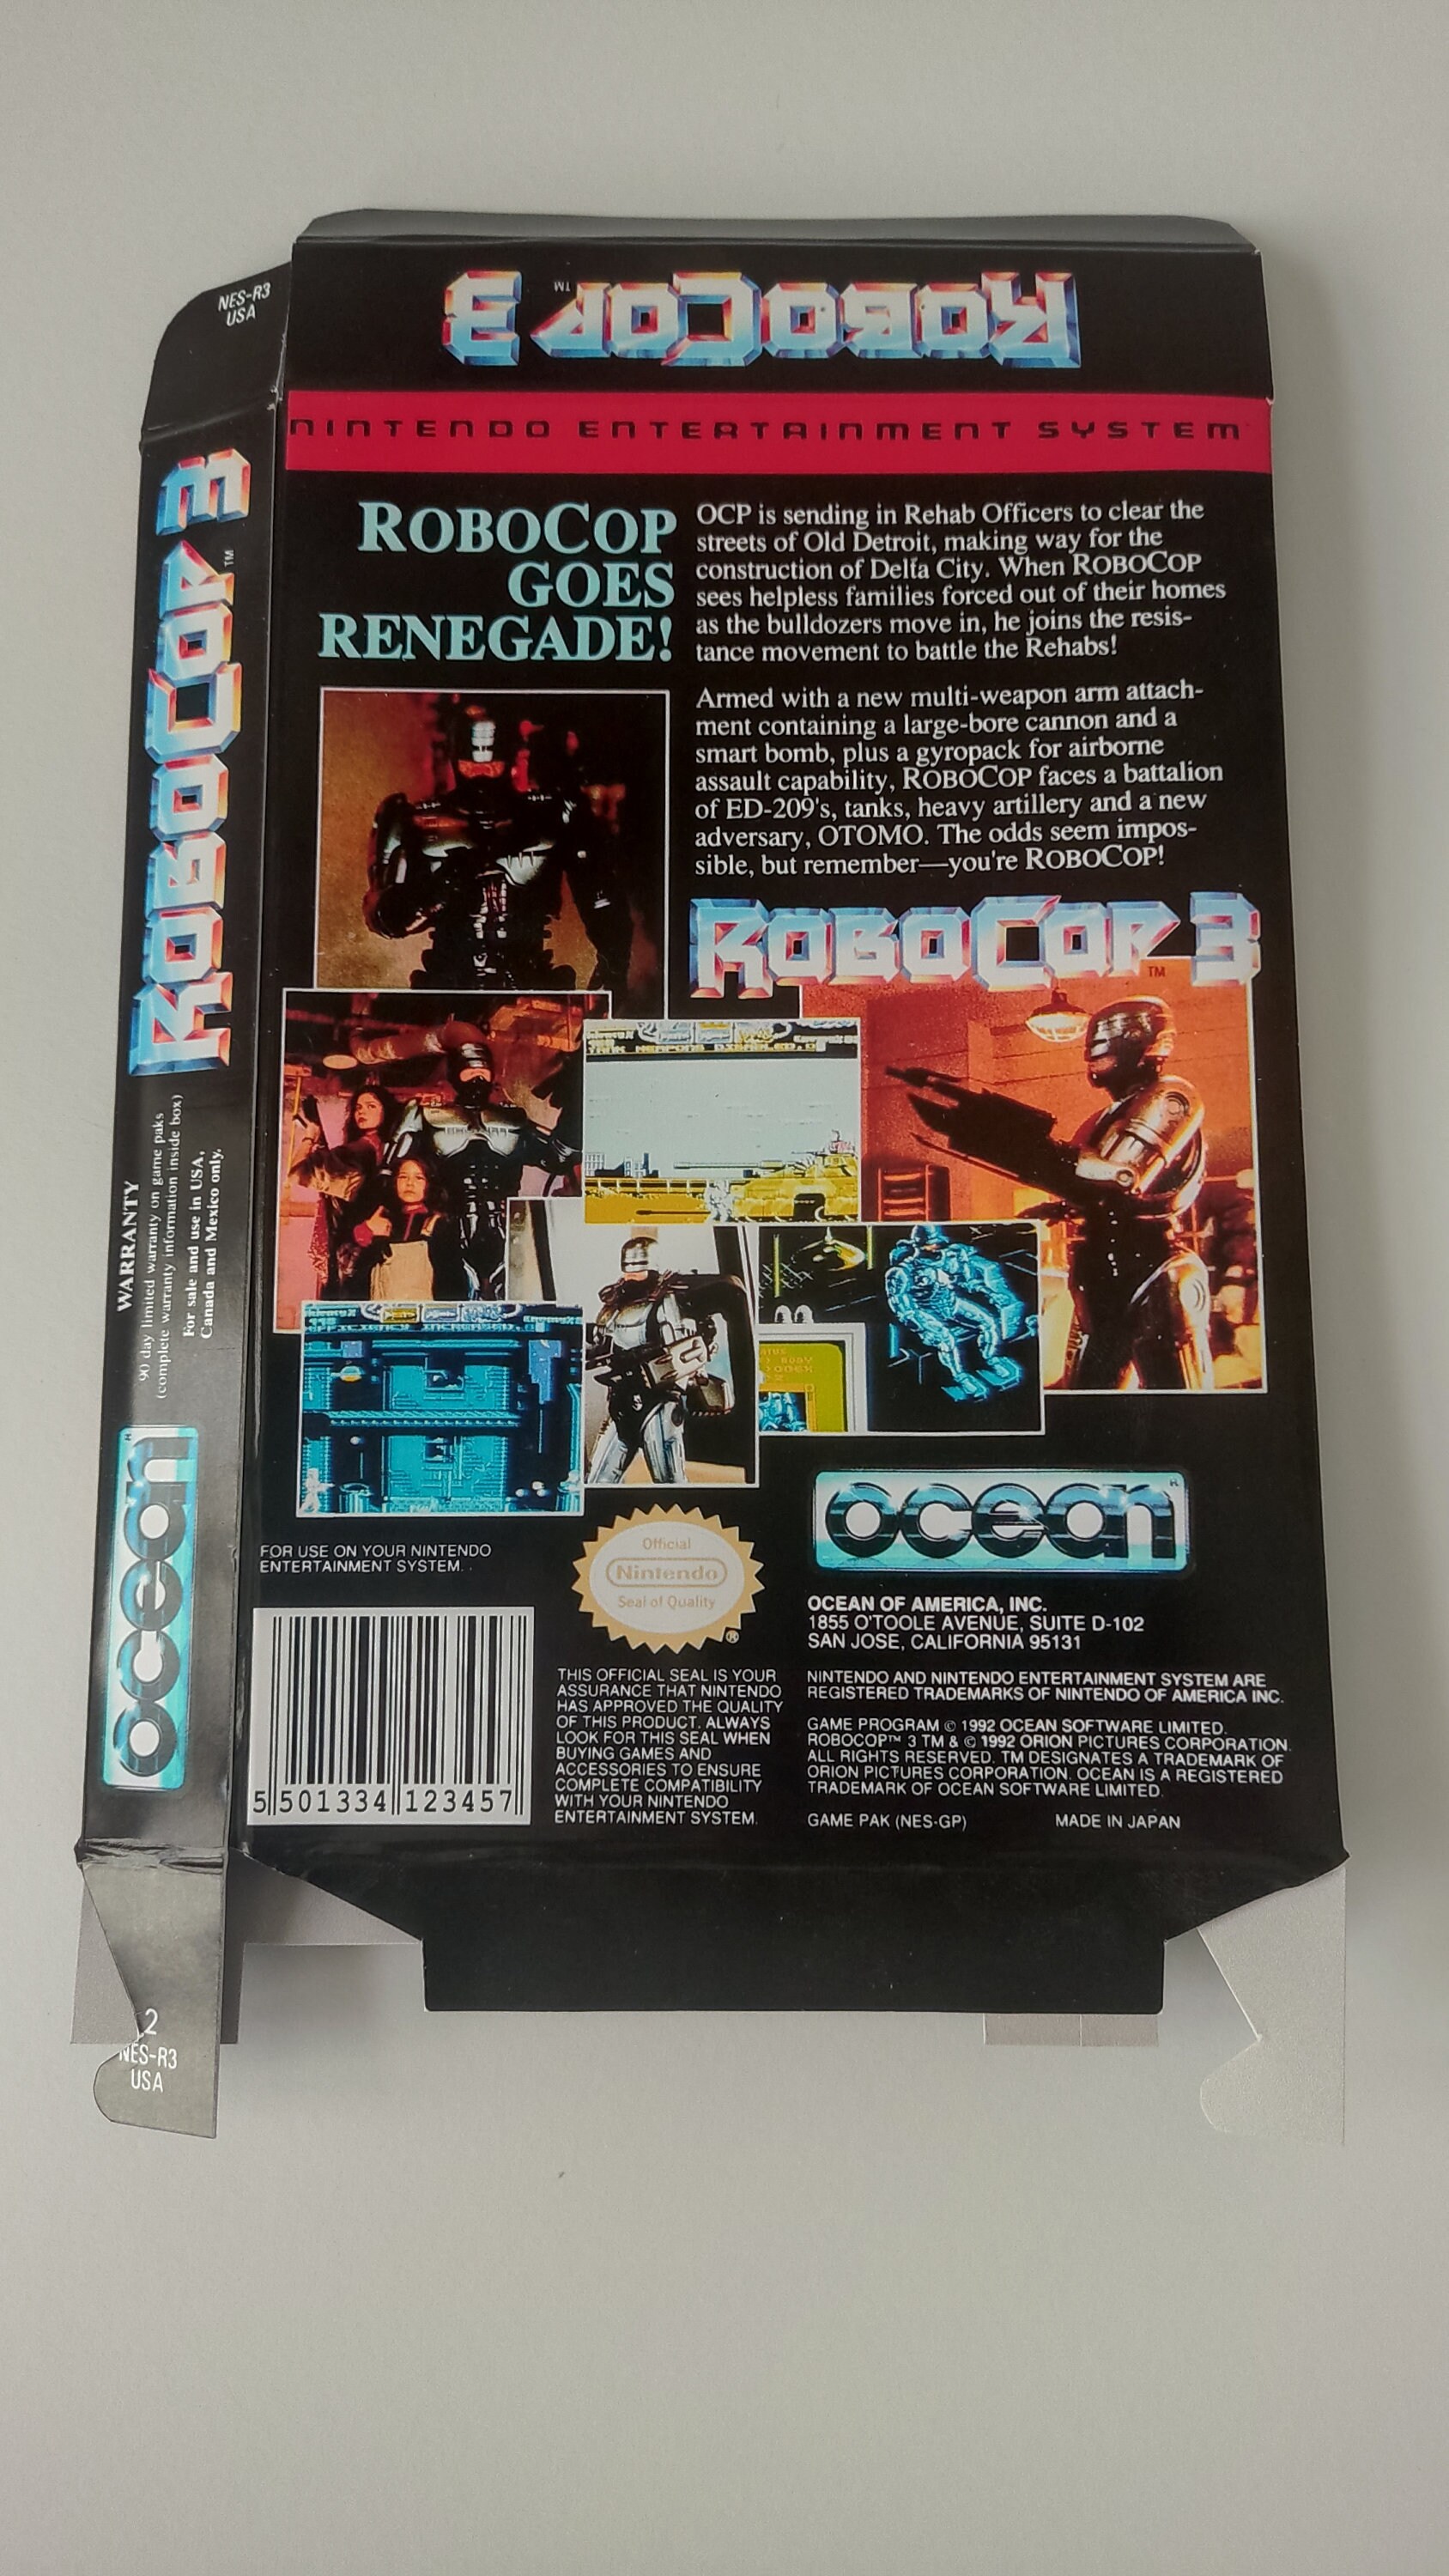 ROBOCOP 3 ™
NINTENDO ENTERTAINMENT SYSTEM
ROBOCOP
GOES
RENEGADE!
OCP is sending in Rehab Officers to clear the
streets of Old Detroit, making way for the
construction of Delta City. When ROBOCOP
sees helpless families forced out of their homes
as the bulldozers move in, he joins the resis-
tance movement to battle the Rehabs!
Armed with a new multi-weapon arm attach-
ment containing a large-bore cannon and a
smart bomb, plus a gyropack for airborne
assault capability, ROBOCOP faces a battalion
of ED-209's, tanks, heavy artillery and a new
adversary, OTOMO. The odds seem impos-
sible, but remember—you're ROBOCOP!
ROBOCOP 3
TM
EFFICIENCY INCREASED
ocean
FOR USE ON YOUR NINTENDO
ENTERTAINMENT SYSTEM.
5 501334 123457
Official
Nintendo
Seal of Quality
®
THIS OFFICIAL SEAL IS YOUR
ASSURANCE THAT NINTENDO
HAS APPROVED THE QUALITY
OF THIS PRODUCT. ALWAYS
LOOK FOR THIS SEAL WHEN
BUYING GAMES AND
ACCESSORIES TO ENSURE
COMPLETE COMPATIBILITY
WITH YOUR NINTENDO
ENTERTAINMENT SYSTEM.
OCEAN OF AMERICA, INC.
1855 O'TOOLE AVENUE, SUITE D-102
SAN JOSE, CALIFORNIA 95131
NINTENDO AND NINTENDO ENTERTAINMENT SYSTEM ARE
REGISTERED TRADEMARKS OF NINTENDO OF AMERICA INC.
GAME PROGRAM © 1992 OCEAN SOFTWARE LIMITED.
ROBOCOP™ 3 TM & © 1992 ORION PICTURES CORPORATION.
ALL RIGHTS RESERVED. TM DESIGNATES A TRADEMARK OF
ORION PICTURES CORPORATION. OCEAN IS A REGISTERED
TRADEMARK OF OCEAN SOFTWARE LIMITED.
GAME PAK (NES-GP) MADE IN JAPAN
NES-R3
USA
ROBOCOP 3
TM
WARRANTY
90 day limited warranty on game paks
(complete warranty information inside box)
For sale and use in USA,
Canada and Mexico only.
ocean
2
NES-R3
USA